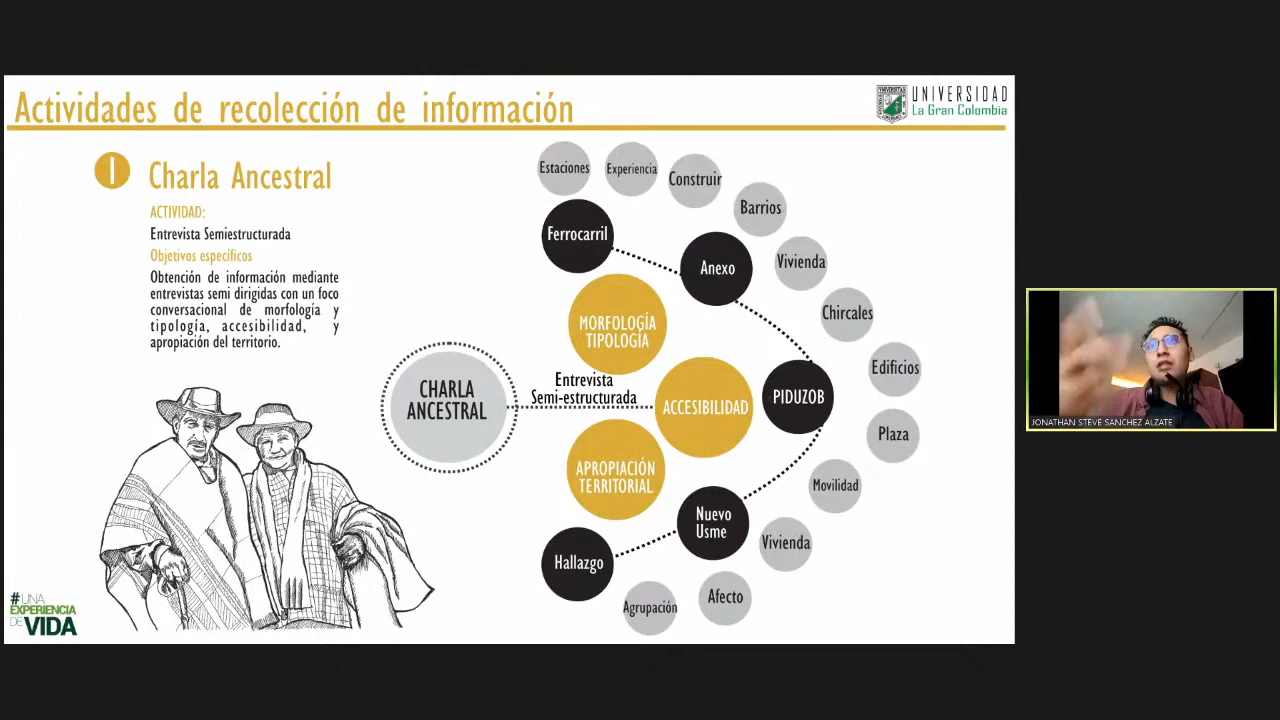 Actividades de recolección de información
UNIVERSIDAD
La Gran Colombia
1
Charla Ancestral
ACTIVIDAD:
Entrevista Semiestructurada
Objetivos específicos
Obtención de información mediante
entrevistas semi dirigidas con un foco
conversacional de morfología y
tipología, accesibilidad, y
apropiación del territorio.
CHARLA
ANCESTRAL
Entrevista
Semi-estructurada
MORFOLOGÍA
TIPOLOGÍA
ACCESIBILIDAD
APROPIACIÓN
TERRITORIAL
Ferrocarril
Anexo
PIDUZOB
Nuevo
Usme
Hallazgo
Estaciones
Experiencia
Construir
Barrios
Vivienda
Chircales
Edificios
Plaza
Movilidad
Vivienda
Afecto
Agrupación
#UNA
EXPERIENCIA
DE VIDA
JONATHAN STEVE SANCHEZ ALZATE